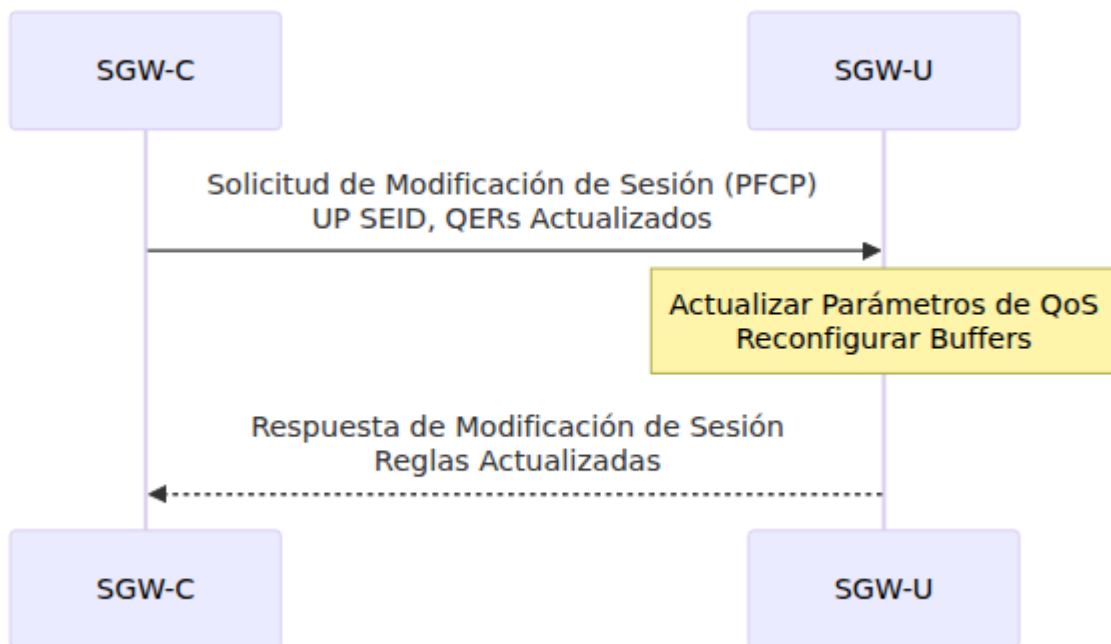 SGW-C
SGW-U
Solicitud de Modificación de Sesión (PFCP)
UP SEID, QERs Actualizados
Actualizar Parámetros de QoS
Reconfigurar Buffers
Respuesta de Modificación de Sesión
Reglas Actualizadas
SGW-C
SGW-U